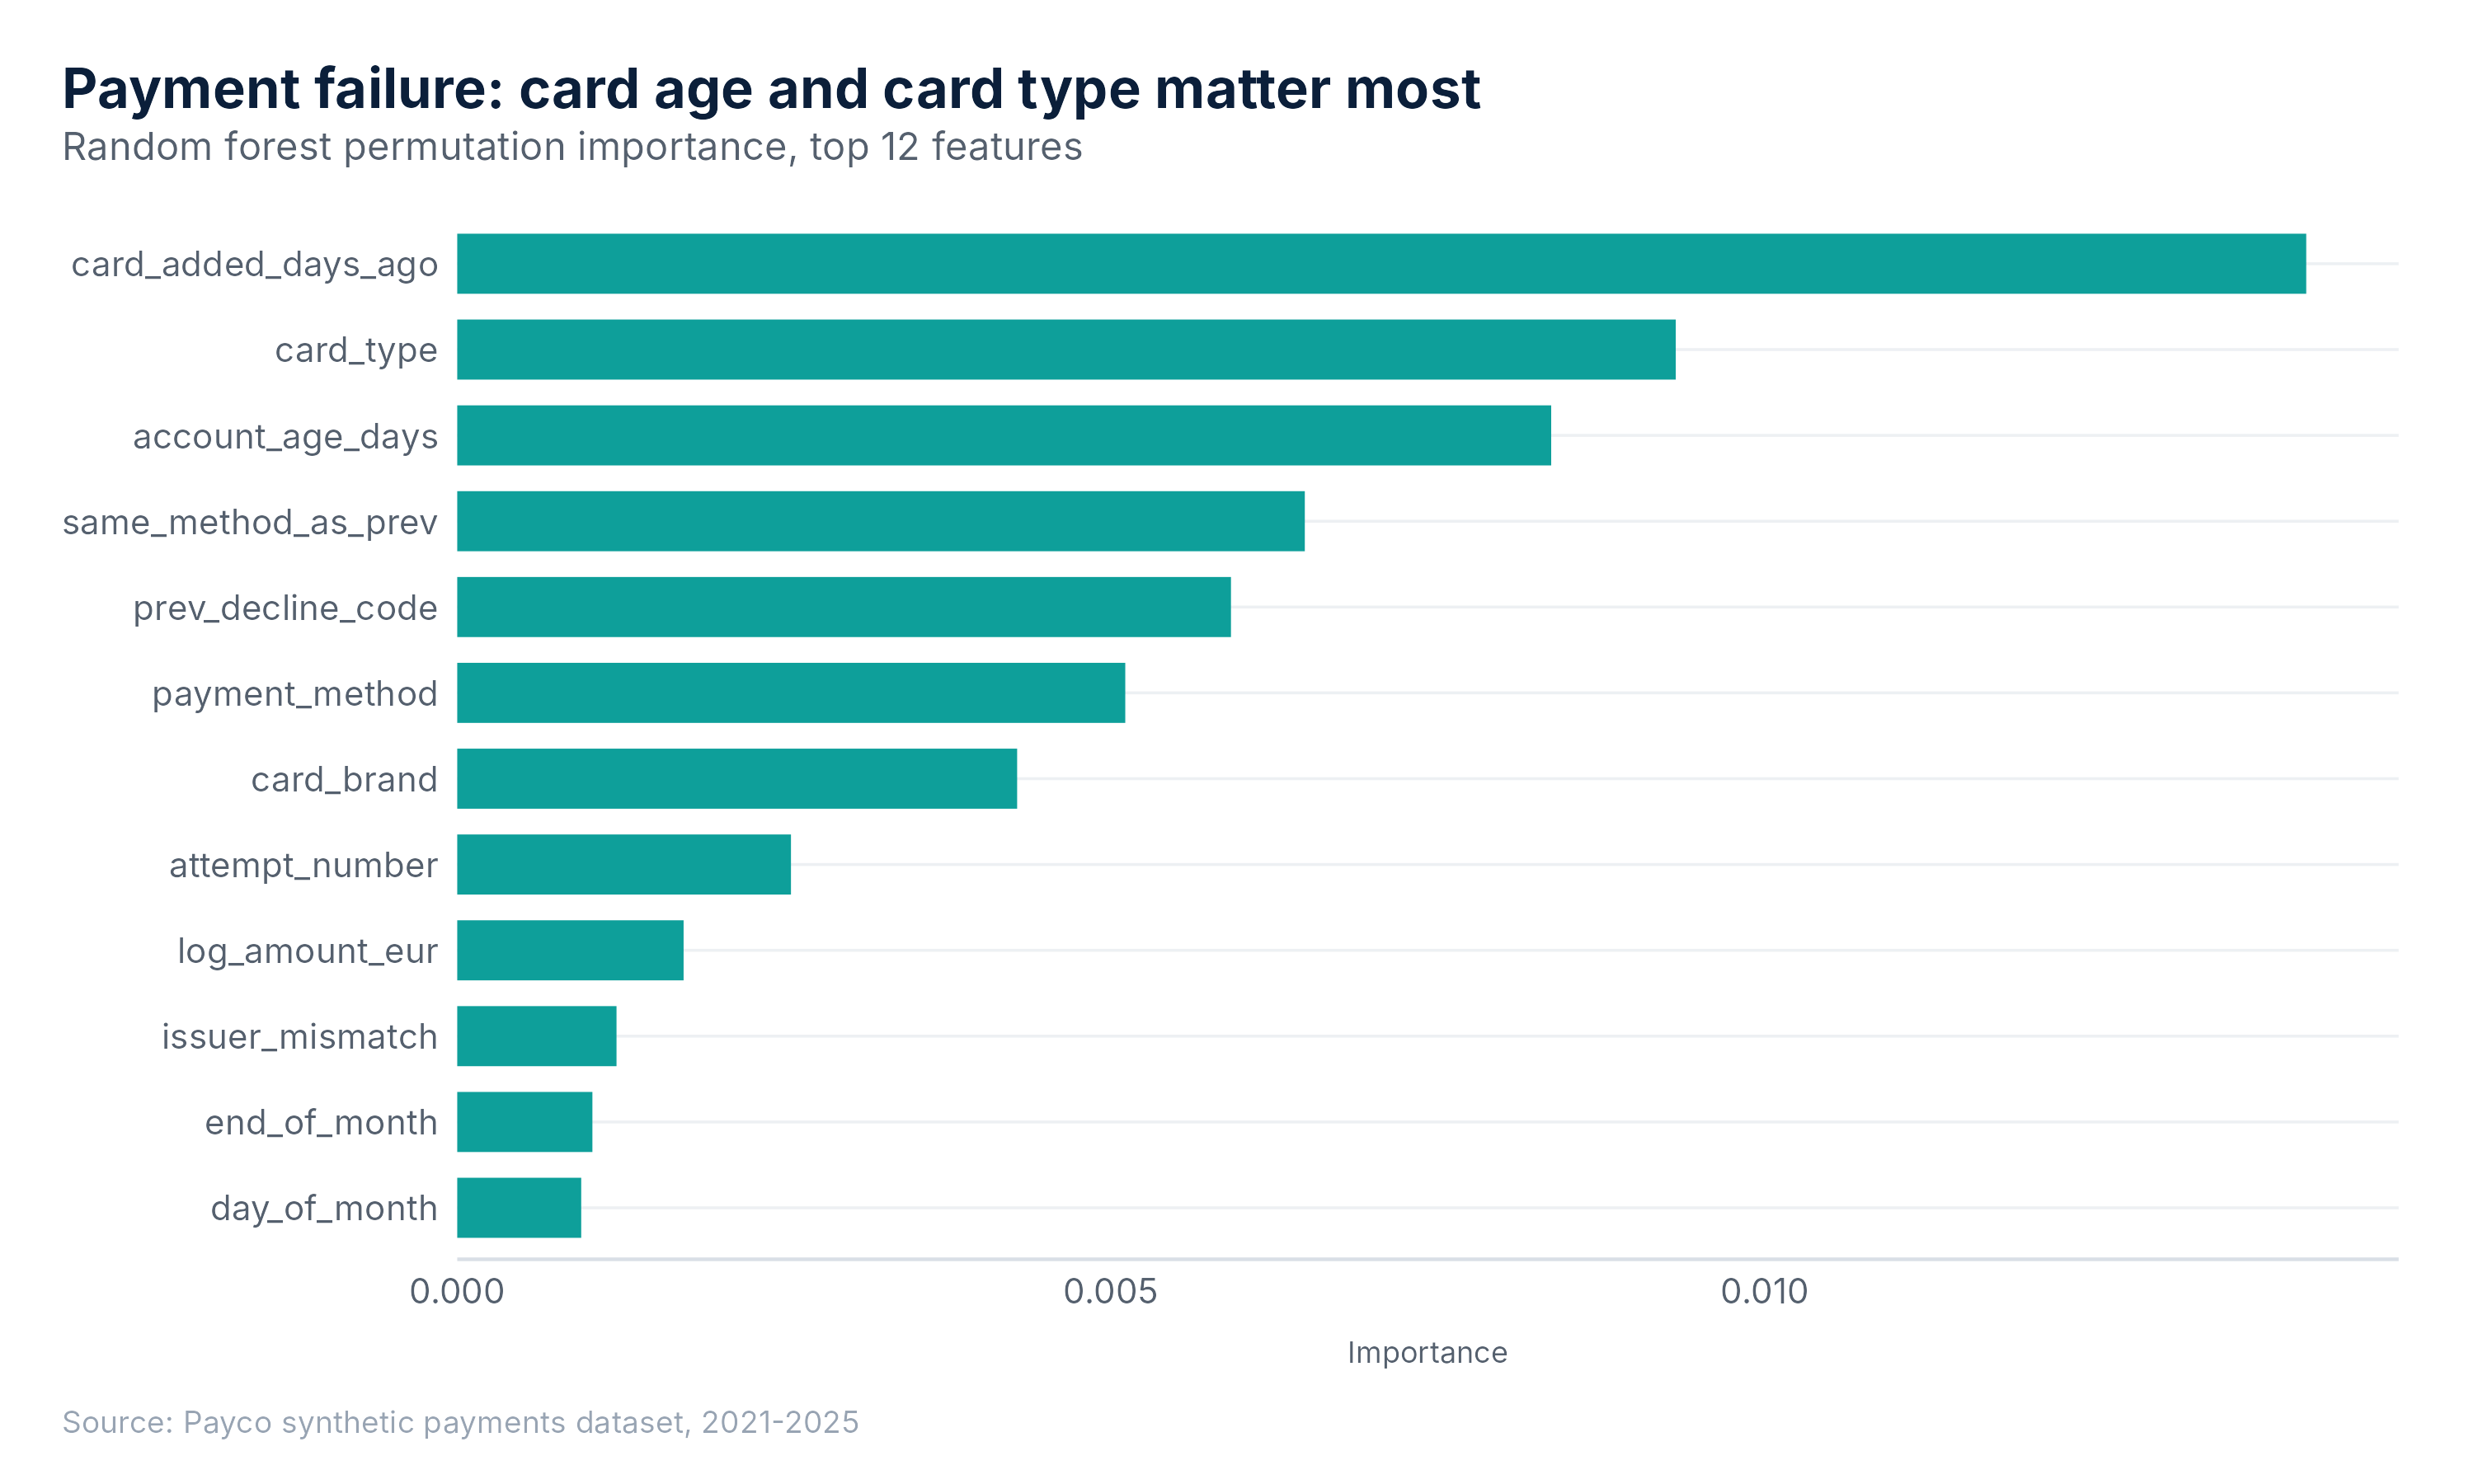 Payment failure: card age and card type matter most
Random forest permutation importance, top 12 features
card_added_days_ago
card_type
account_age_days
same_method_as_prev
prev_decline_code
payment_method
card_brand
attempt_number
log_amount_eur
issuer_mismatch
end_of_month
day_of_month
0.000 0.005 0.010
Importance
Source: Payco synthetic payments dataset, 2021-2025